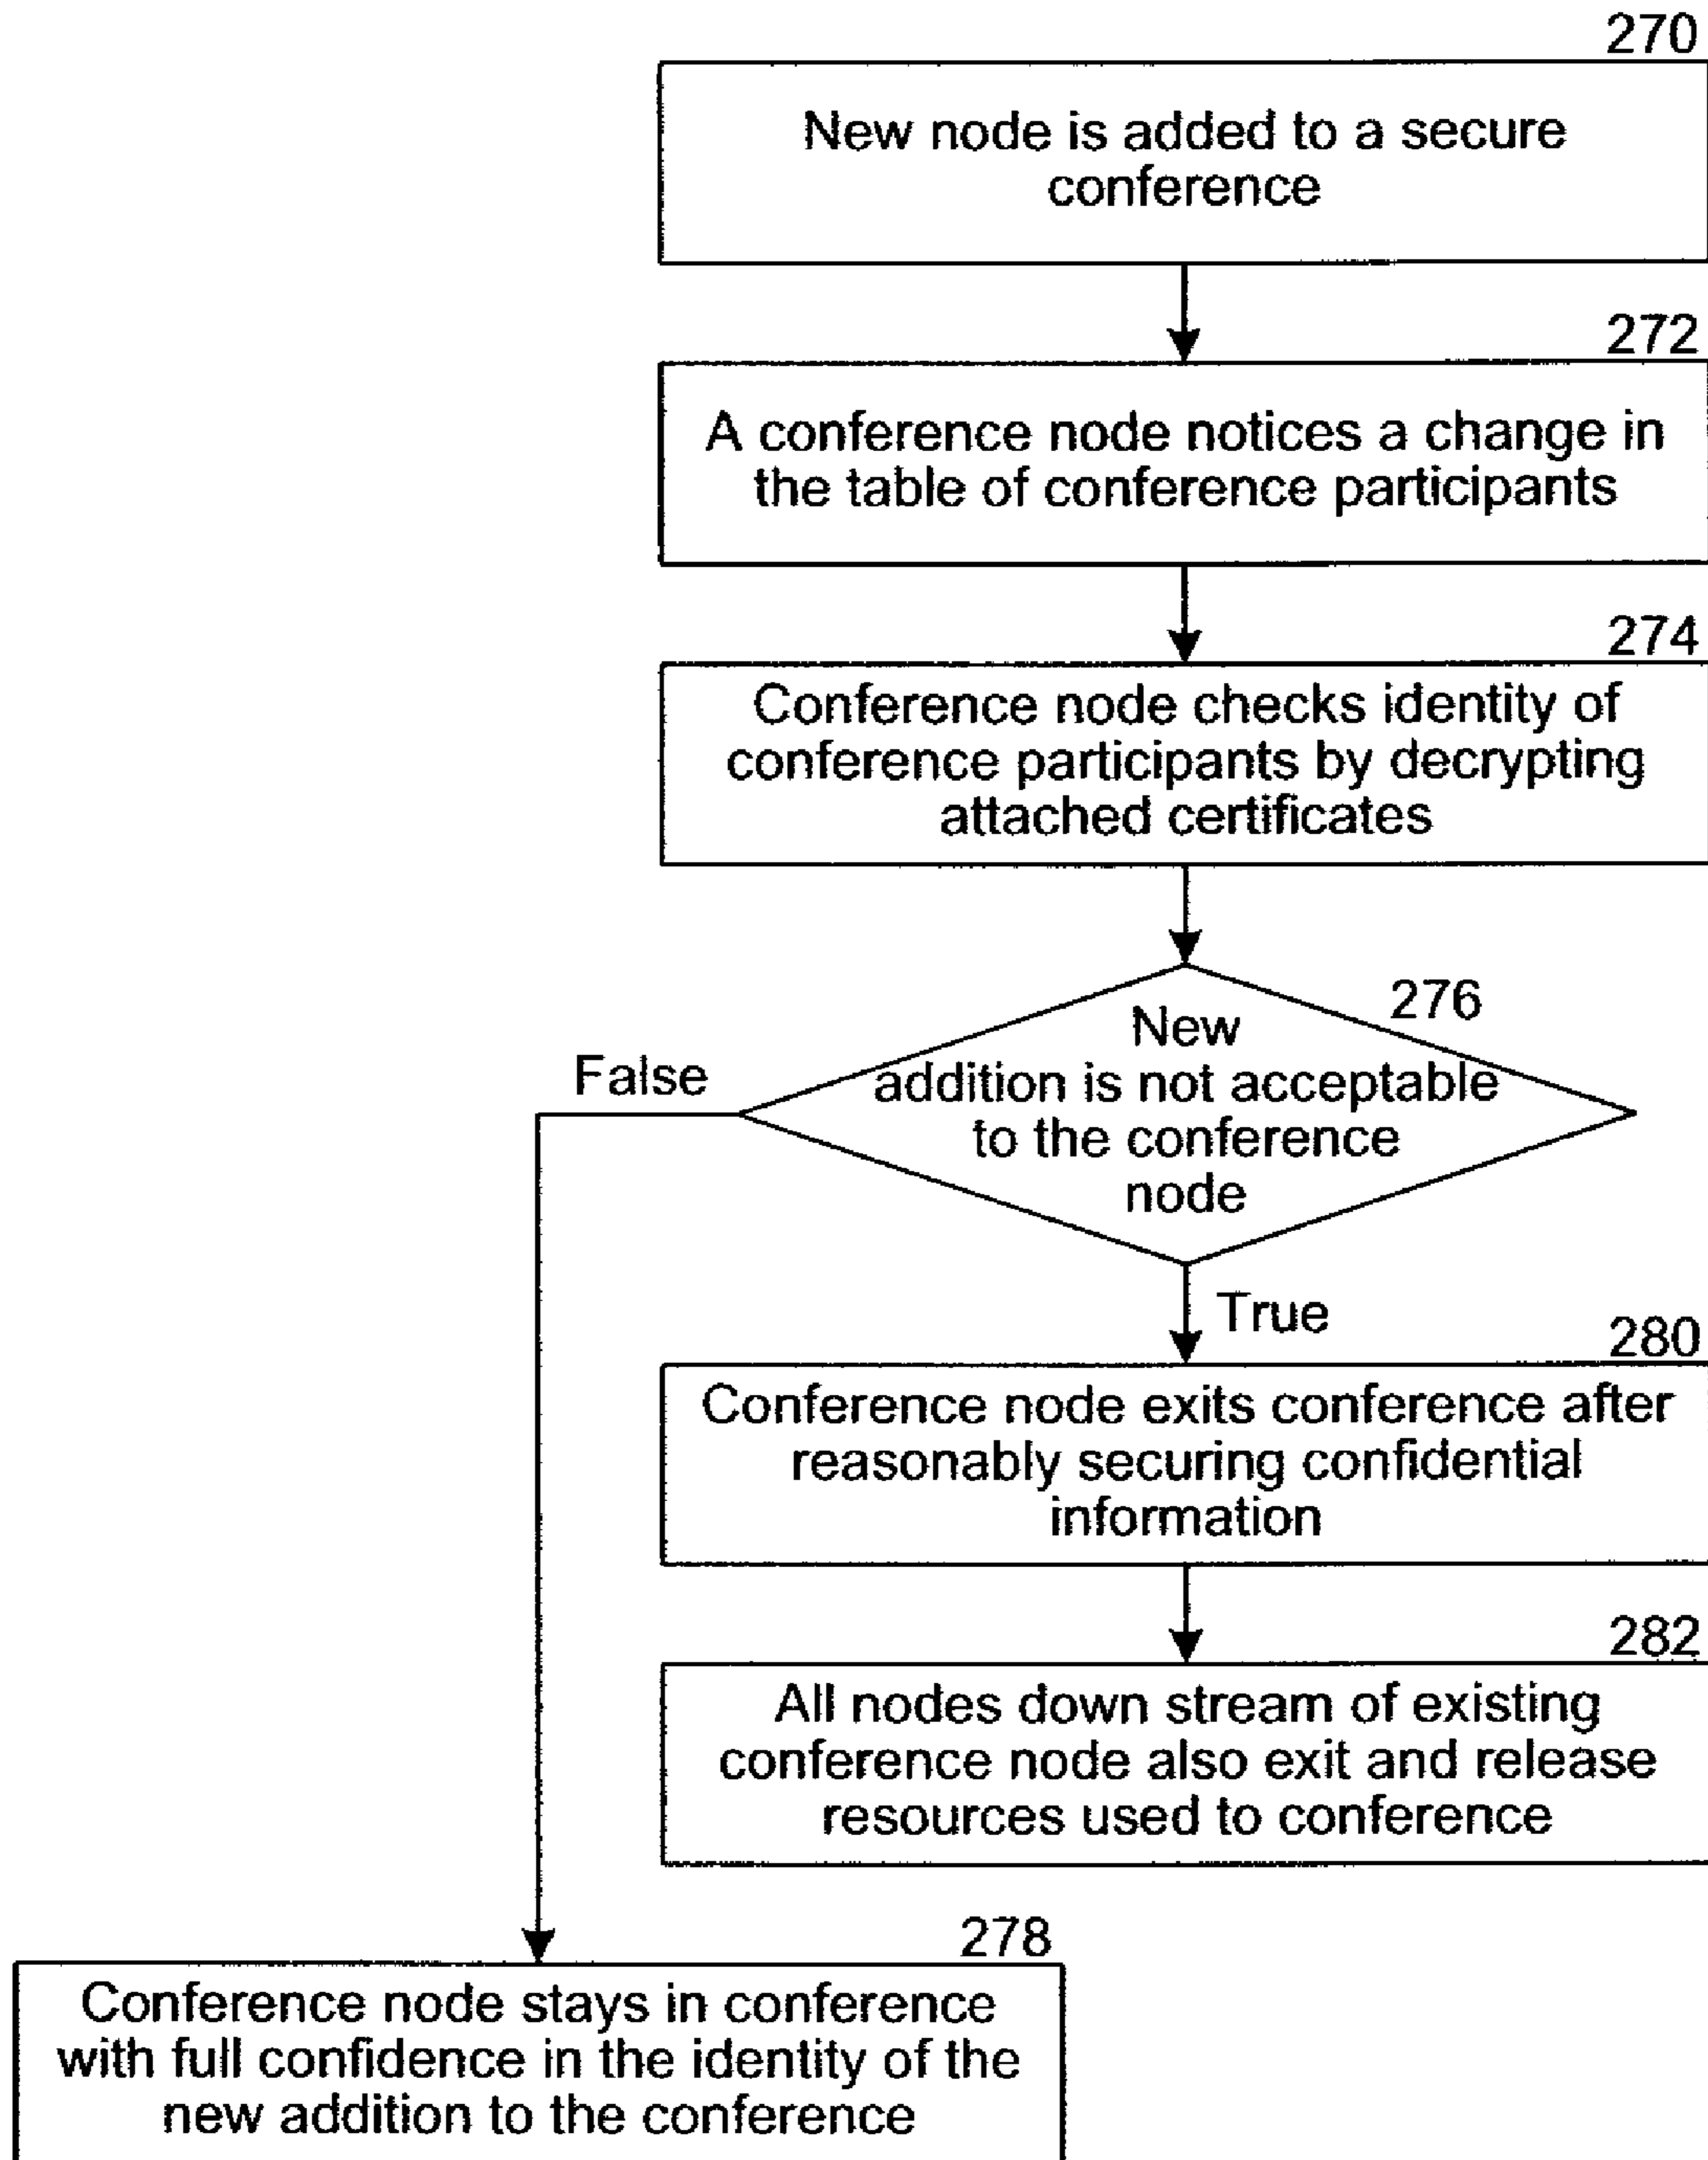 270
New node is added to a secure
conference
272
A conference node notices a change in
the table of conference participants
274
Conference node checks identity of
conference participants by decrypting
attached certificates
276
New
addition is not acceptable
to the conference
node
False
True
280
Conference node exits conference after
reasonably securing confidential
information
282
All nodes down stream of existing
conference node also exit and release
resources used to conference
278
Conference node stays in conference
with full confidence in the identity of the
new addition to the conference